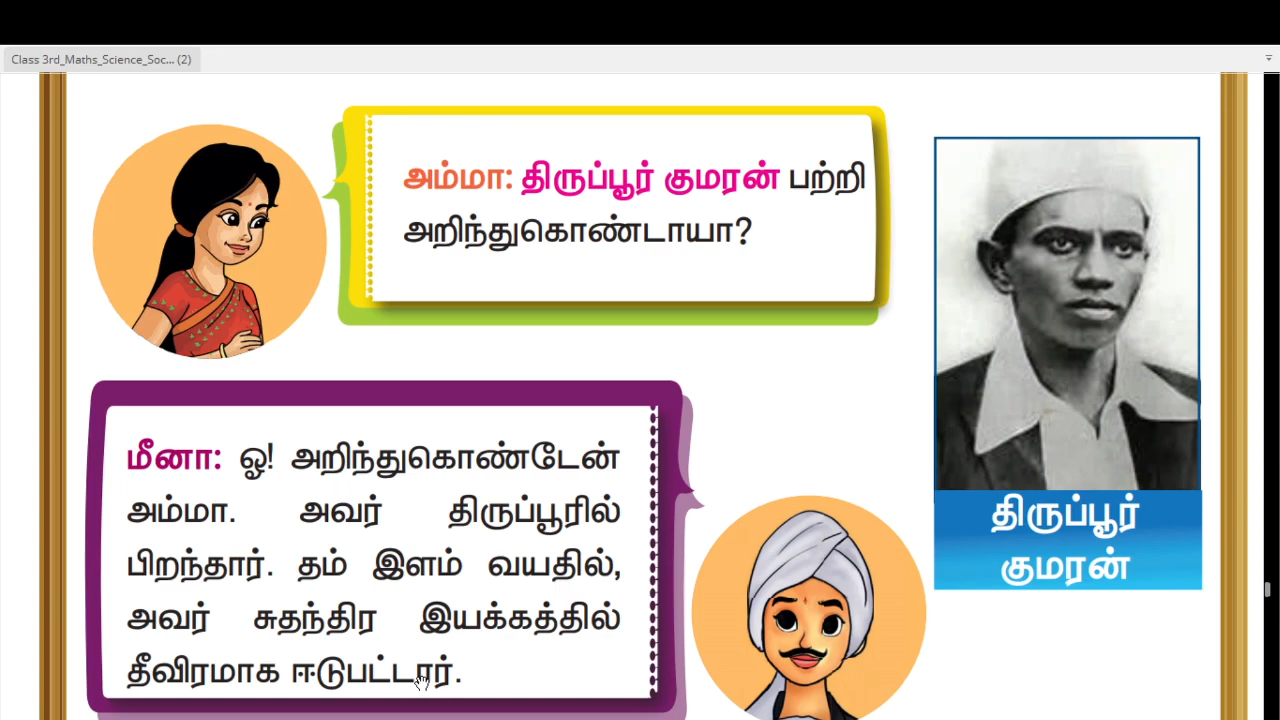 Class 3rd_Maths_Science_Soc... (2)
அம்மா: திருப்பூர் குமரன் பற்றி
அறிந்துகொண்டாயா?
மீனா: ஓ! அறிந்துகொண்டேன்
அம்மா. அவர் திருப்பூரில்
பிறந்தார். தம் இளம் வயதில்,
அவர் சுதந்திர இயக்கத்தில்
தீவிரமாக ஈடுபட்டார்.
திருப்பூர்
குமரன்